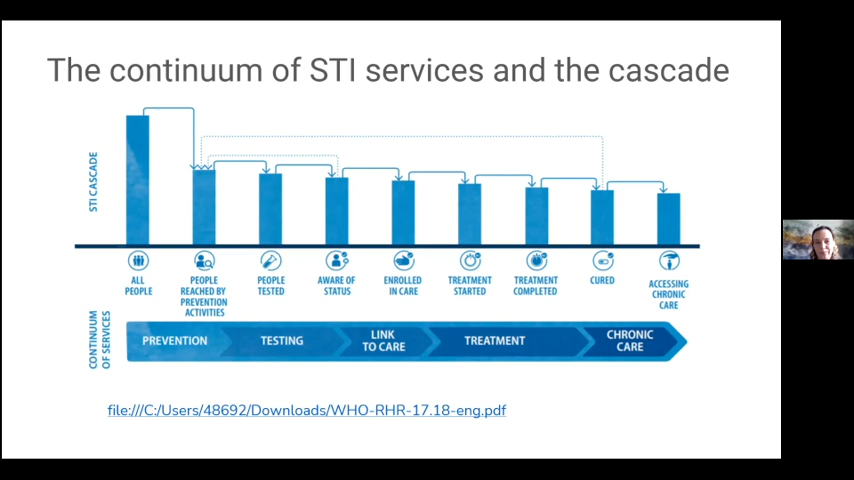 The continuum of STI services and the cascade
STI CASCADE
ALL
PEOPLE
PEOPLE
REACHED BY
PREVENTION
ACTIVITIES
PEOPLE
TESTED
AWARE OF
STATUS
ENROLLED
IN CARE
TREATMENT
STARTED
TREATMENT
COMPLETED
CURED
ACCESSING
CHRONIC
CARE
CONTINUUM
OF SERVICES
PREVENTION
TESTING
LINK
TO CARE
TREATMENT
CHRONIC
CARE
file:///C:/Users/48692/Downloads/WHO-RHR-17.18-eng.pdf